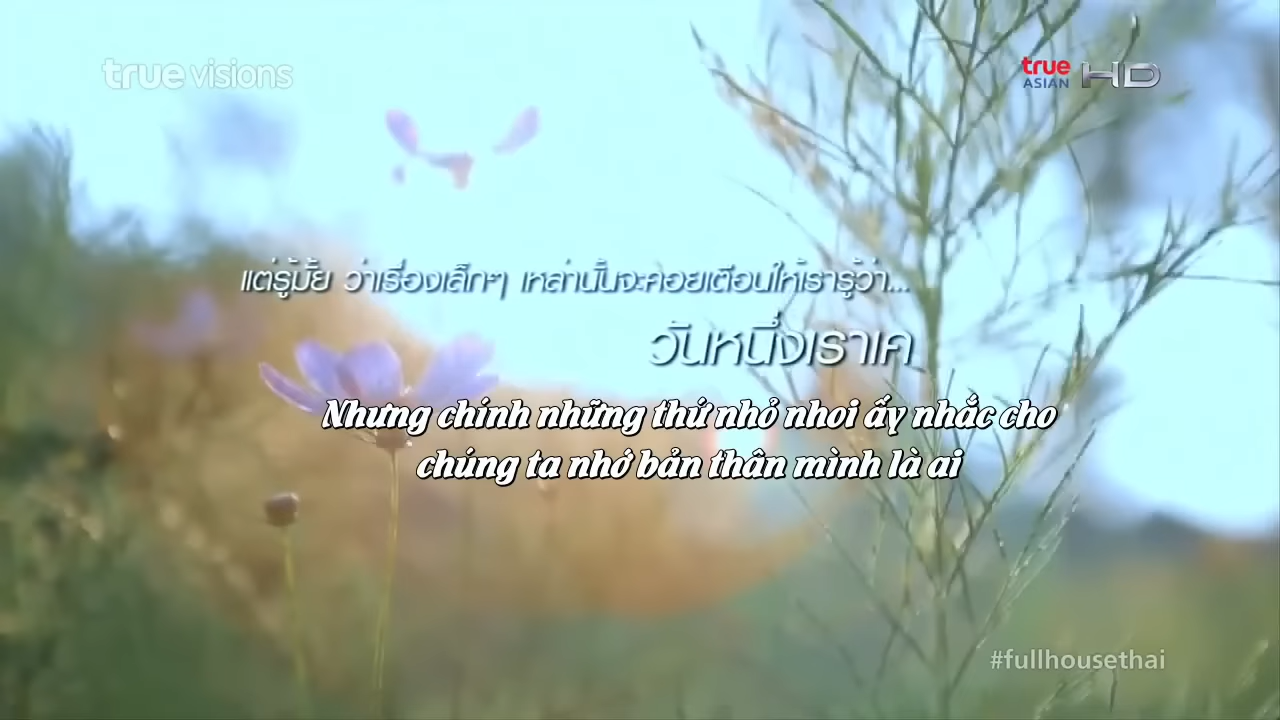 true visions
true
ASIAN HD
แต่รู้มั้ย ว่าเรื่องเล็กๆ เหล่านั้นจะคอยเตือนให้เรารู้ว่า...
วันหนึ่งเราเค
Nhưng chính những thứ nhỏ nhoi ấy nhắc cho
chúng ta nhớ bản thân mình là ai
#fullhousethai